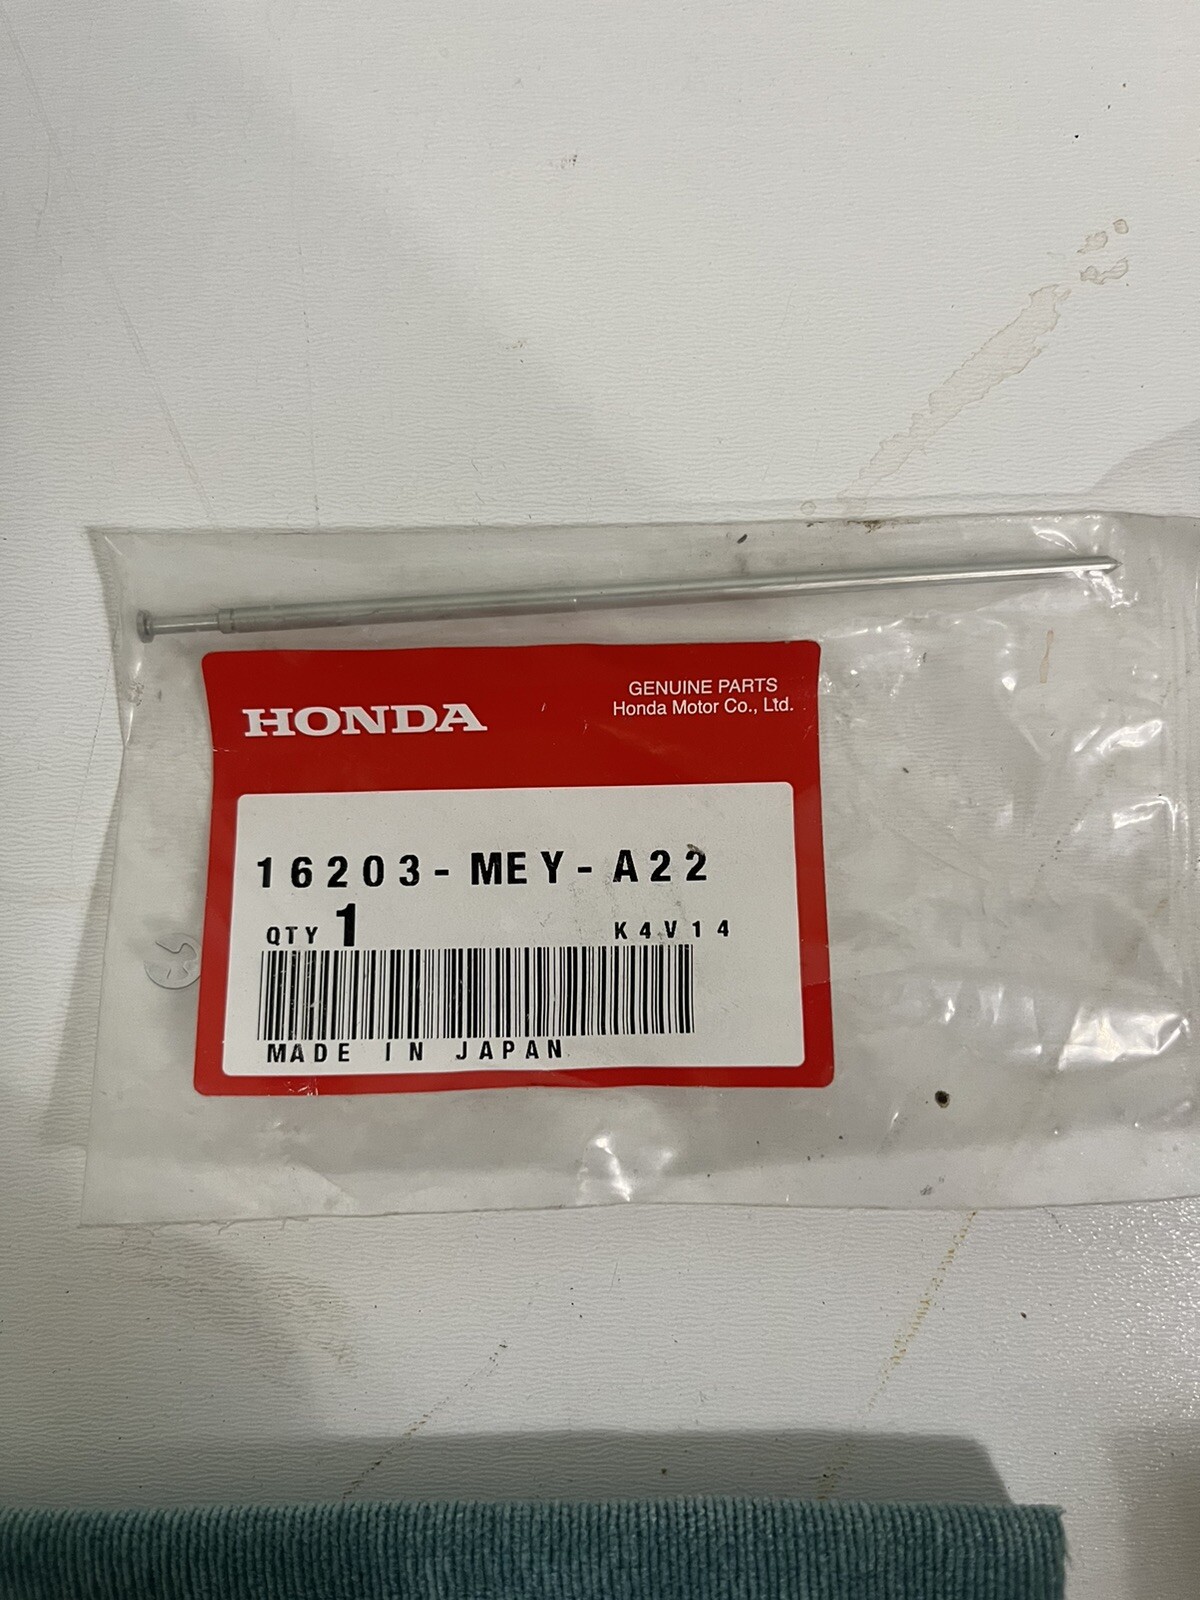 HONDA
GENUINE PARTS
Honda Motor Co., Ltd.
16203-MEY-A22
QTY 1 K4V14
MADE IN JAPAN